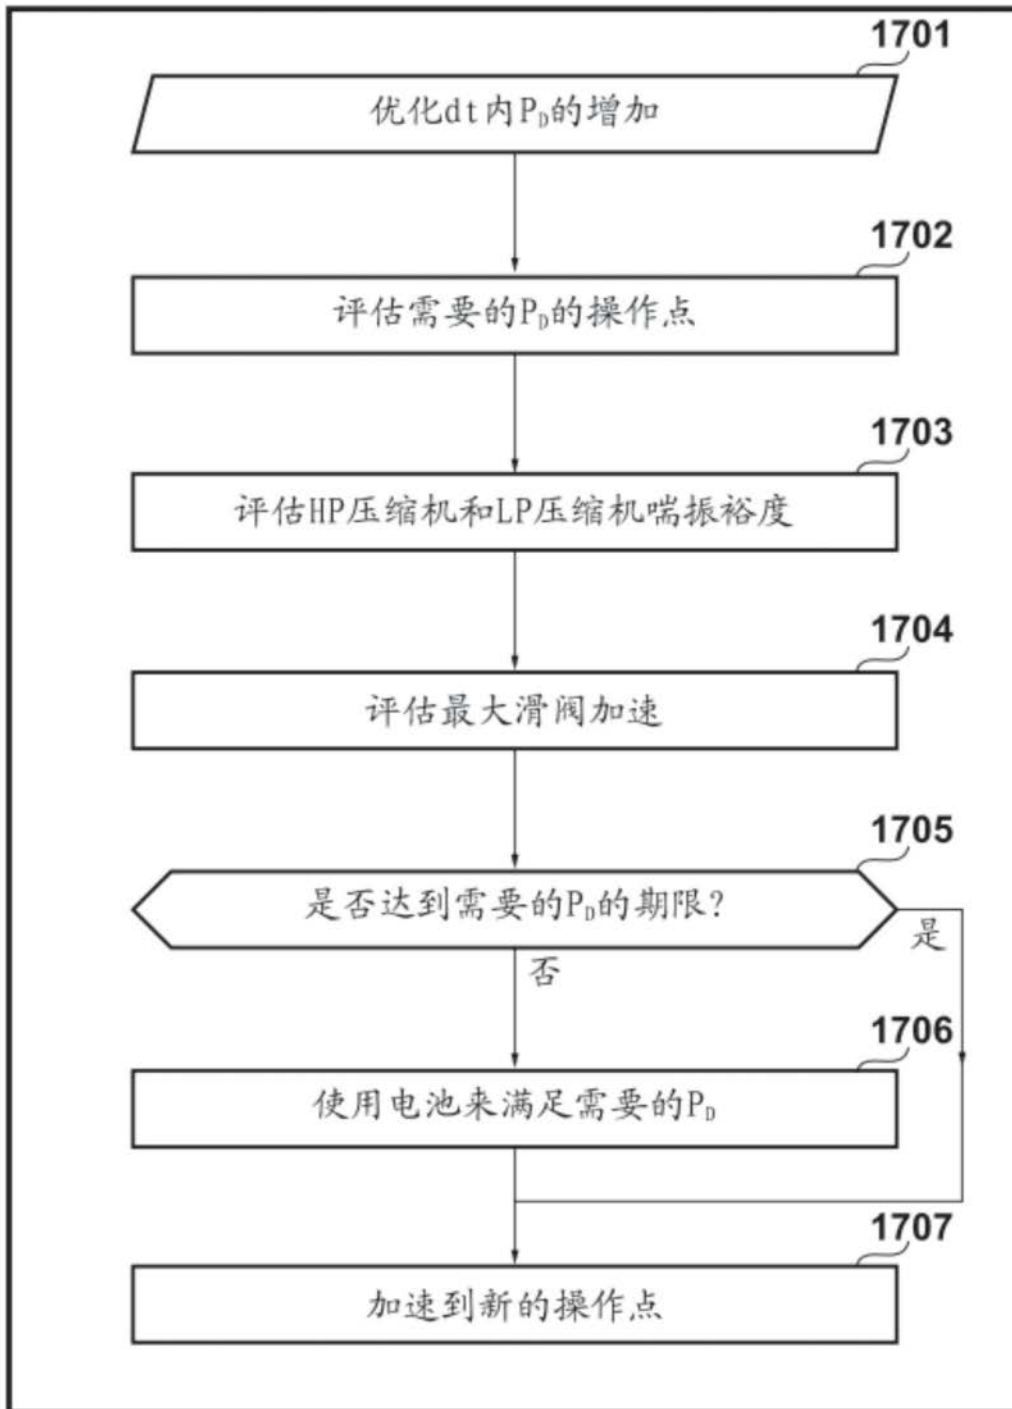 1701
优化dt内P_D的增加
1702
评估需要的P_D的操作点
1703
评估HP压缩机和LP压缩机喘振裕度
1704
评估最大滑阀加速
1705
是否达到需要的P_D的期限?
是
否
1706
使用电池来满足需要的P_D
1707
加速到新的操作点